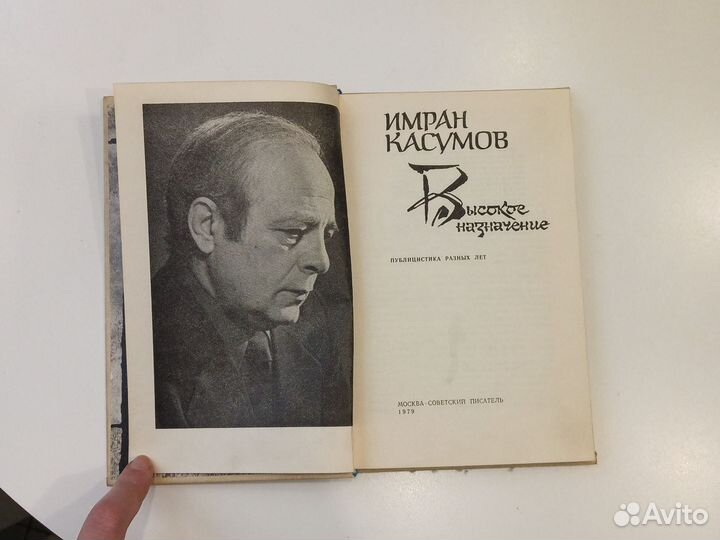 ИМРАН
КАСУМОВ
Высокое
назначение
ПУБЛИЦИСТИКА РАЗНЫХ ЛЕТ
МОСКВА·СОВЕТСКИЙ ПИСАТЕЛЬ
1979
Avito